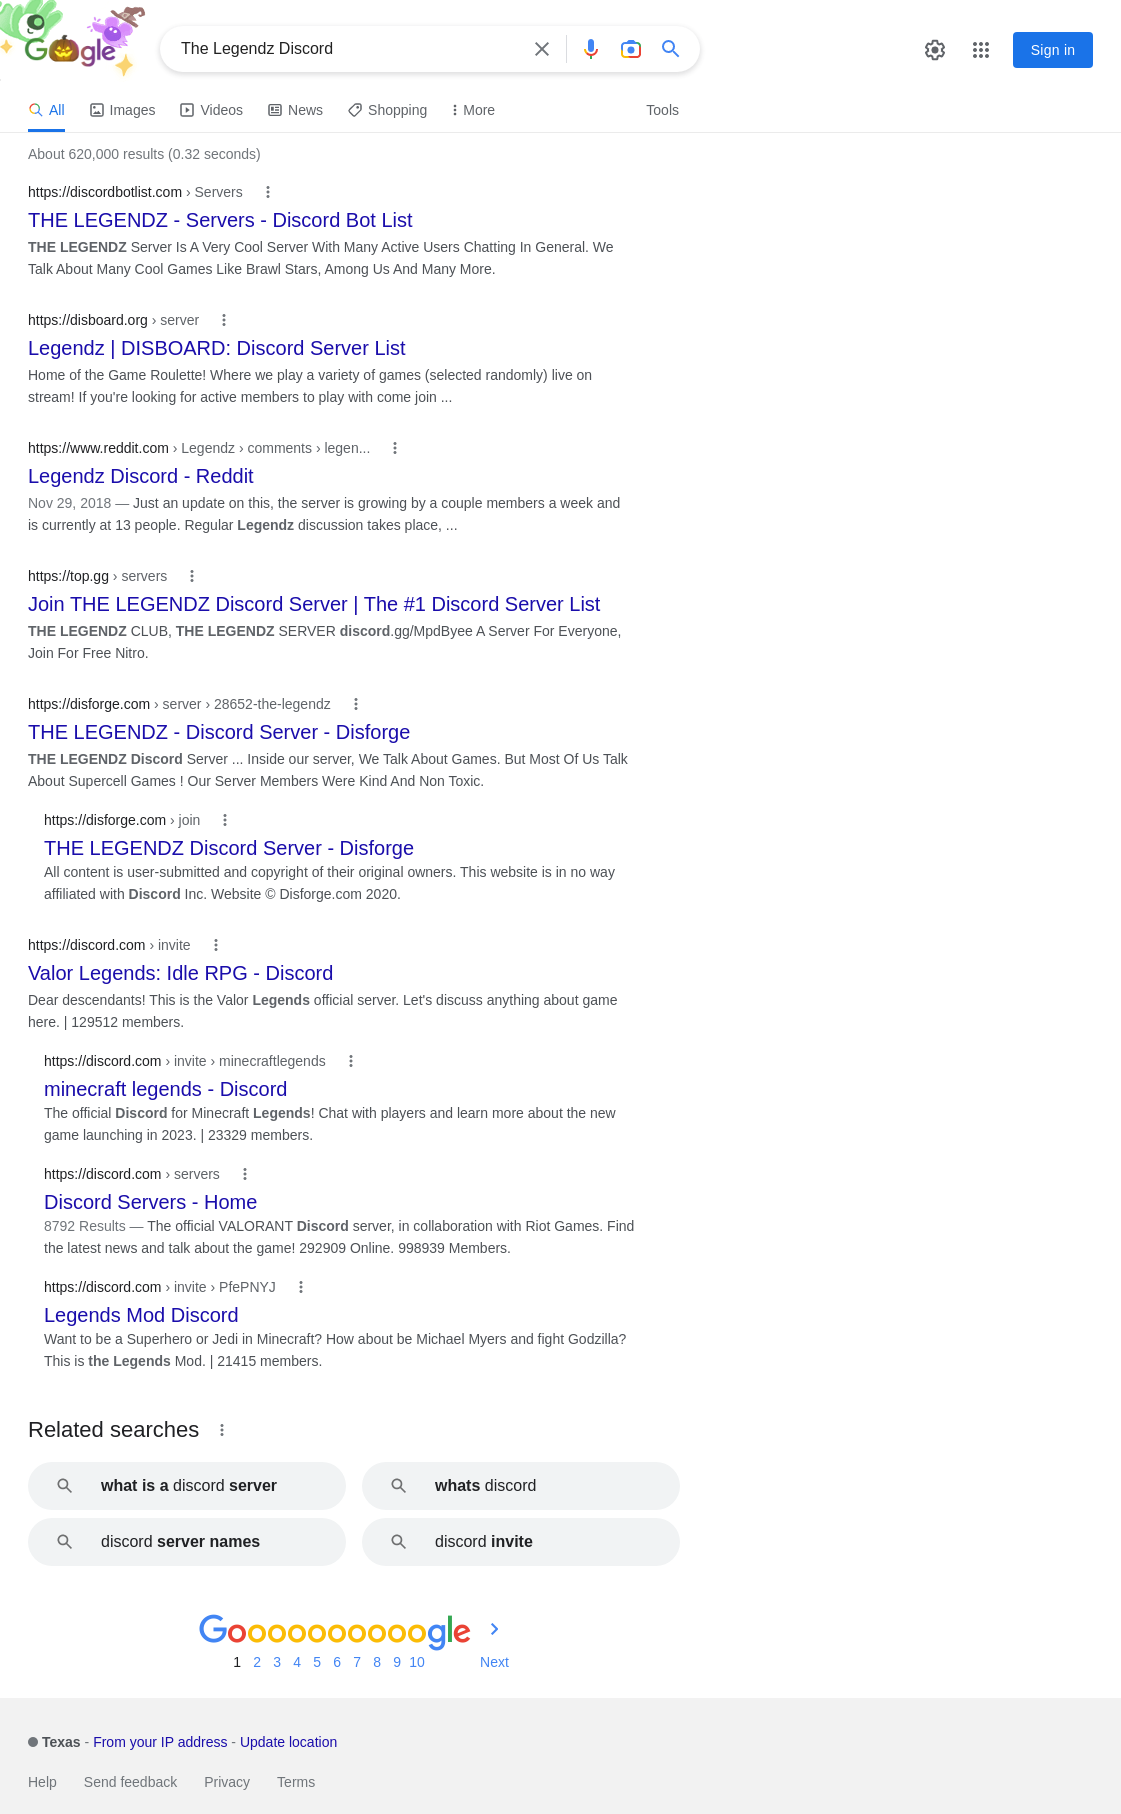 Google
The Legendz Discord
Sign in
All Images Videos News Shopping More Tools
About 620,000 results (0.32 seconds)
https://discordbotlist.com › Servers
THE LEGENDZ - Servers - Discord Bot List
THE LEGENDZ Server Is A Very Cool Server With Many Active Users Chatting In General. We
Talk About Many Cool Games Like Brawl Stars, Among Us And Many More.
https://disboard.org › server
Legendz | DISBOARD: Discord Server List
Home of the Game Roulette! Where we play a variety of games (selected randomly) live on
stream! If you're looking for active members to play with come join ...
https://www.reddit.com › Legendz › comments › legen...
Legendz Discord - Reddit
Nov 29, 2018 — Just an update on this, the server is growing by a couple members a week and
is currently at 13 people. Regular Legendz discussion takes place, ...
https://top.gg › servers
Join THE LEGENDZ Discord Server | The #1 Discord Server List
THE LEGENDZ CLUB, THE LEGENDZ SERVER discord.gg/MpdByee A Server For Everyone,
Join For Free Nitro.
https://disforge.com › server › 28652-the-legendz
THE LEGENDZ - Discord Server - Disforge
THE LEGENDZ Discord Server ... Inside our server, We Talk About Games. But Most Of Us Talk
About Supercell Games ! Our Server Members Were Kind And Non Toxic.
https://disforge.com › join
THE LEGENDZ Discord Server - Disforge
All content is user-submitted and copyright of their original owners. This website is in no way
affiliated with Discord Inc. Website © Disforge.com 2020.
https://discord.com › invite
Valor Legends: Idle RPG - Discord
Dear descendants! This is the Valor Legends official server. Let's discuss anything about game
here. | 129512 members.
https://discord.com › invite › minecraftlegends
minecraft legends - Discord
The official Discord for Minecraft Legends! Chat with players and learn more about the new
game launching in 2023. | 23329 members.
https://discord.com › servers
Discord Servers - Home
8792 Results — The official VALORANT Discord server, in collaboration with Riot Games. Find
the latest news and talk about the game! 292909 Online. 998939 Members.
https://discord.com › invite › PfePNYJ
Legends Mod Discord
Want to be a Superhero or Jedi in Minecraft? How about be Michael Myers and fight Godzilla?
This is the Legends Mod. | 21415 members.
Related searches
what is a discord server
whats discord
discord server names
discord invite
Goooooooooogle
1 2 3 4 5 6 7 8 9 10 Next
Texas - From your IP address - Update location
Help Send feedback Privacy Terms